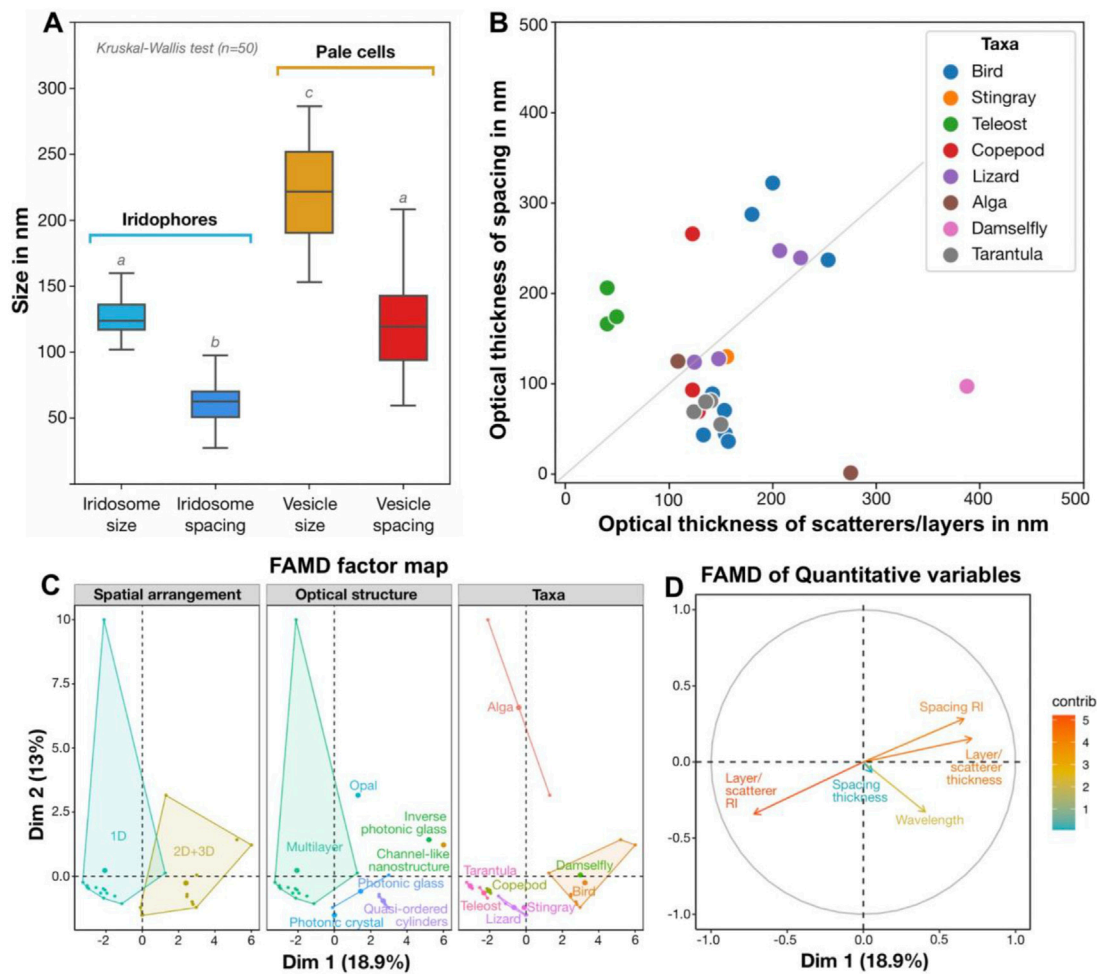 A
Kruskal-Wallis test (n=50)
Pale cells
c
Iridophores
a
a
b
Size in nm
300
250
200
150
100
50
Iridosome
size
Iridosome
spacing
Vesicle
size
Vesicle
spacing
B
Optical thickness of spacing in nm
500
400
300
200
100
0
0
100
200
300
400
500
Optical thickness of scatterers/layers in nm
Taxa
Bird
Stingray
Teleost
Copepod
Lizard
Alga
Damselfly
Tarantula
C
FAMD factor map
Spatial arrangement
Optical structure
Taxa
Dim 2 (13%)
10
7.5
5.0
2.5
0.0
1D
2D+3D
Opal
Inverse
photonic glass
Channel-like
nanostructure
Multilayer
Photonic glass
Quasi-ordered
cylinders
Photonic crystal
Alga
Damselfly
Tarantula
Copepod
Bird
Teleost
Stingray
Lizard
-2 0 2 4 6
-2 0 2 4 6
-2 0 2 4 6
Dim 1 (18.9%)
D
FAMD of Quantitative variables
1.0
0.5
0.0
-0.5
-1.0
Spacing RI
Layer/
scatterer
thickness
Layer/
scatterer
RI
Spacing
thickness
Wavelength
-1.0
-0.5
0.0
0.5
1.0
Dim 1 (18.9%)
contrib
5
4
3
2
1